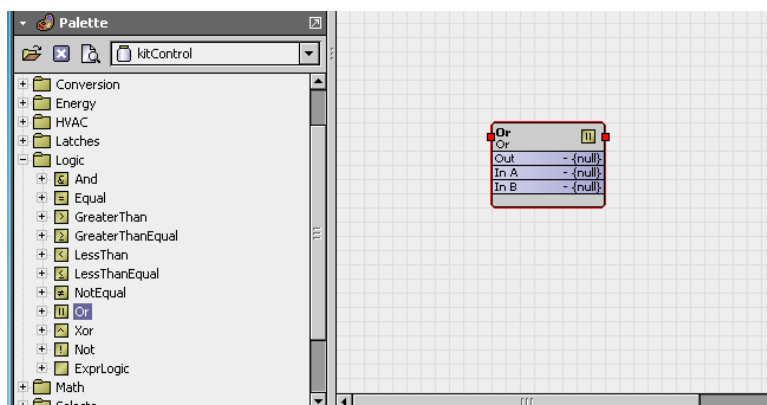 Palette
kitControl
Conversion
Energy
HVAC
Latches
Logic
& And
= Equal
> GreaterThan
≥ GreaterThanEqual
< LessThan
≤ LessThanEqual
≠ NotEqual
Or
^ Xor
! Not
ExprLogic
Math
Or
Or
Out - {null}
In A - {null}
In B - {null}